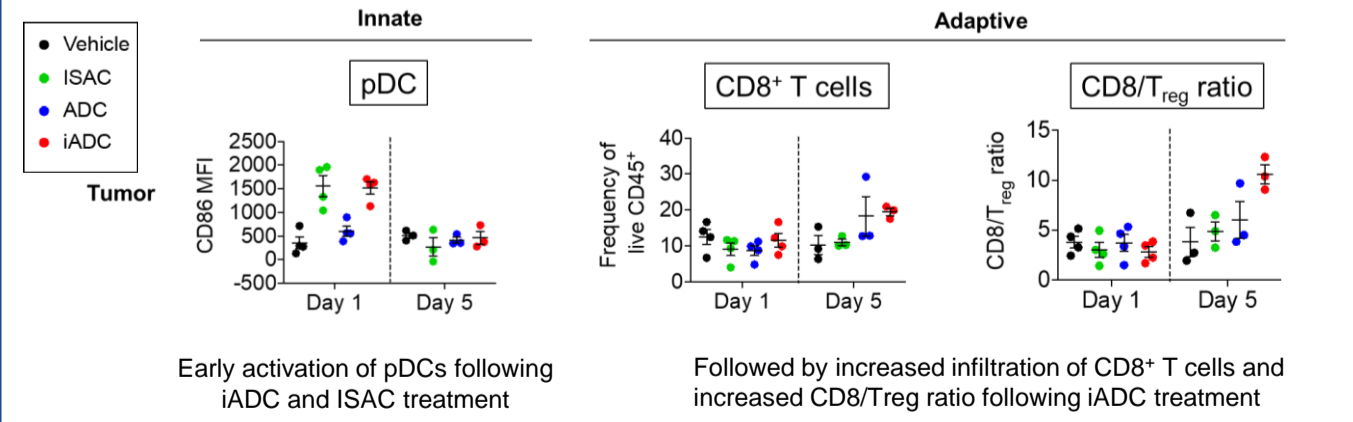 Innate
Adaptive
Vehicle
ISAC
ADC
iADC
Tumor
pDC
CD86 MFI
2500
2000
1500
1000
500
0
-500
Day 1
Day 5
CD8⁺ T cells
Frequency of
live CD45⁺
40
30
20
10
0
Day 1
Day 5
CD8/Treg ratio
CD8/Treg ratio
15
10
5
0
Day 1
Day 5
Early activation of pDCs following
iADC and ISAC treatment
Followed by increased infiltration of CD8⁺ T cells and
increased CD8/Treg ratio following iADC treatment